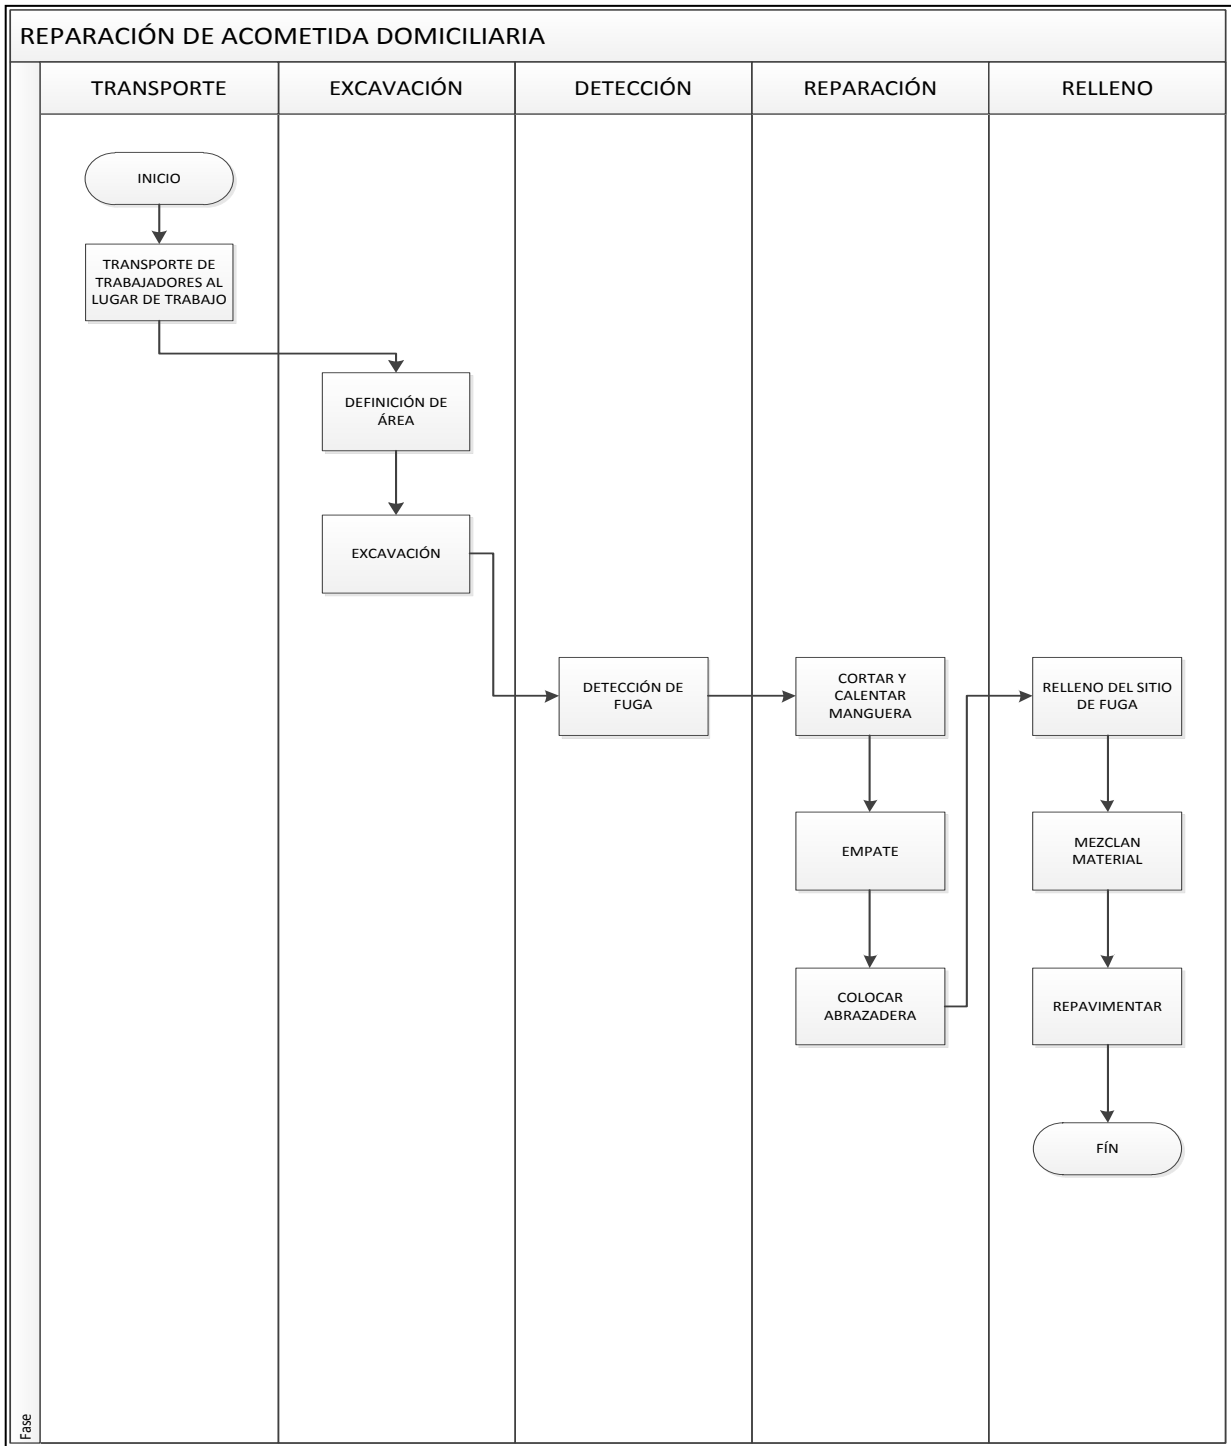 REPARACIÓN DE ACOMETIDA DOMICILIARIA
TRANSPORTE
EXCAVACIÓN
DETECCIÓN
REPARACIÓN
RELLENO
INICIO
TRANSPORTE DE
TRABAJADORES AL
LUGAR DE TRABAJO
DEFINICIÓN DE
ÁREA
EXCAVACIÓN
DETECCIÓN DE
FUGA
CORTAR Y
CALENTAR
MANGUERA
EMPATE
COLOCAR
ABRAZADERA
RELLENO DEL SITIO
DE FUGA
MEZCLAN
MATERIAL
REPAVIMENTAR
FÍN
Fase